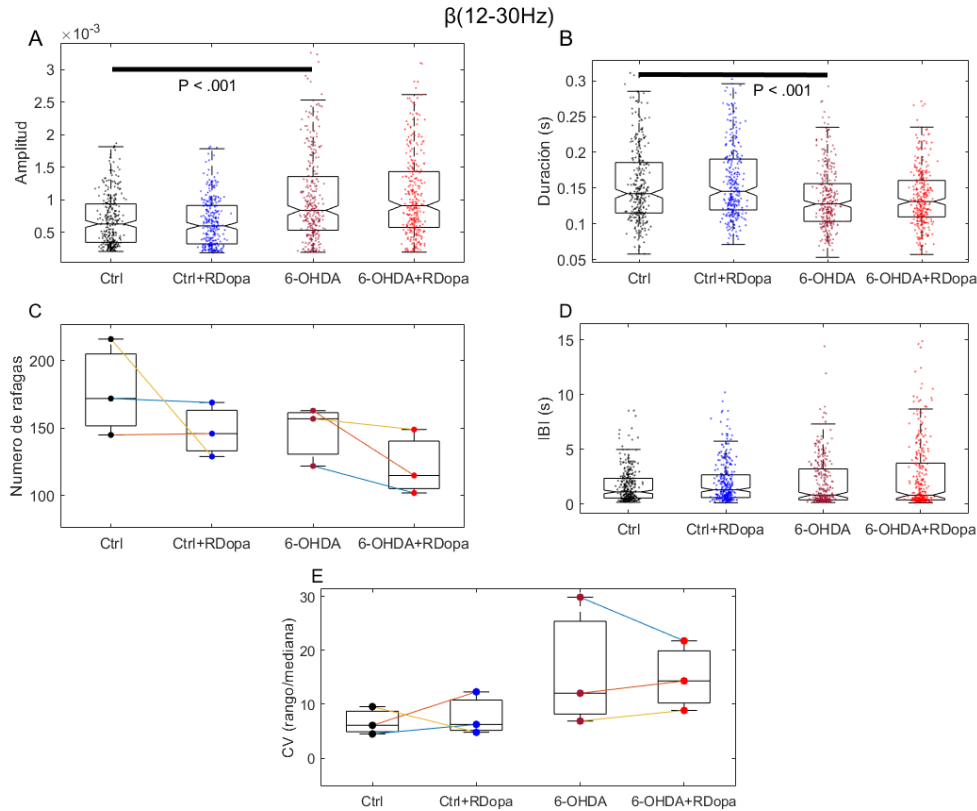 β(12-30Hz)
A
×10⁻³
3
2.5
2
1.5
1
0.5
Amplitud
P < .001
Ctrl Ctrl+RDopa 6-OHDA 6-OHDA+RDopa
B
0.3
0.25
0.2
0.15
0.1
0.05
Duración (s)
P < .001
Ctrl Ctrl+RDopa 6-OHDA 6-OHDA+RDopa
C
200
150
100
Numero de rafagas
Ctrl Ctrl+RDopa 6-OHDA 6-OHDA+RDopa
D
15
10
5
0
IBI (s)
Ctrl Ctrl+RDopa 6-OHDA 6-OHDA+RDopa
E
30
20
10
0
CV (rango/mediana)
Ctrl Ctrl+RDopa 6-OHDA 6-OHDA+RDopa